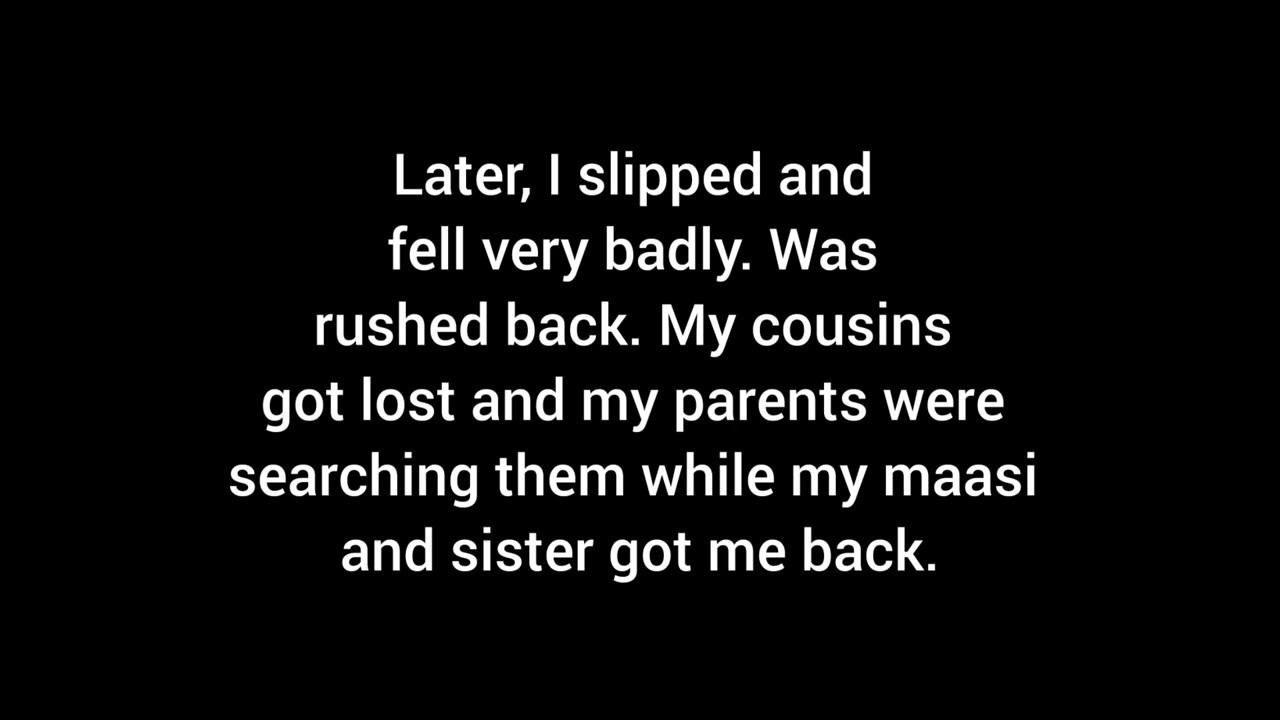 Later, I slipped and
fell very badly. Was
rushed back. My cousins
got lost and my parents were
searching them while my maasi
and sister got me back.